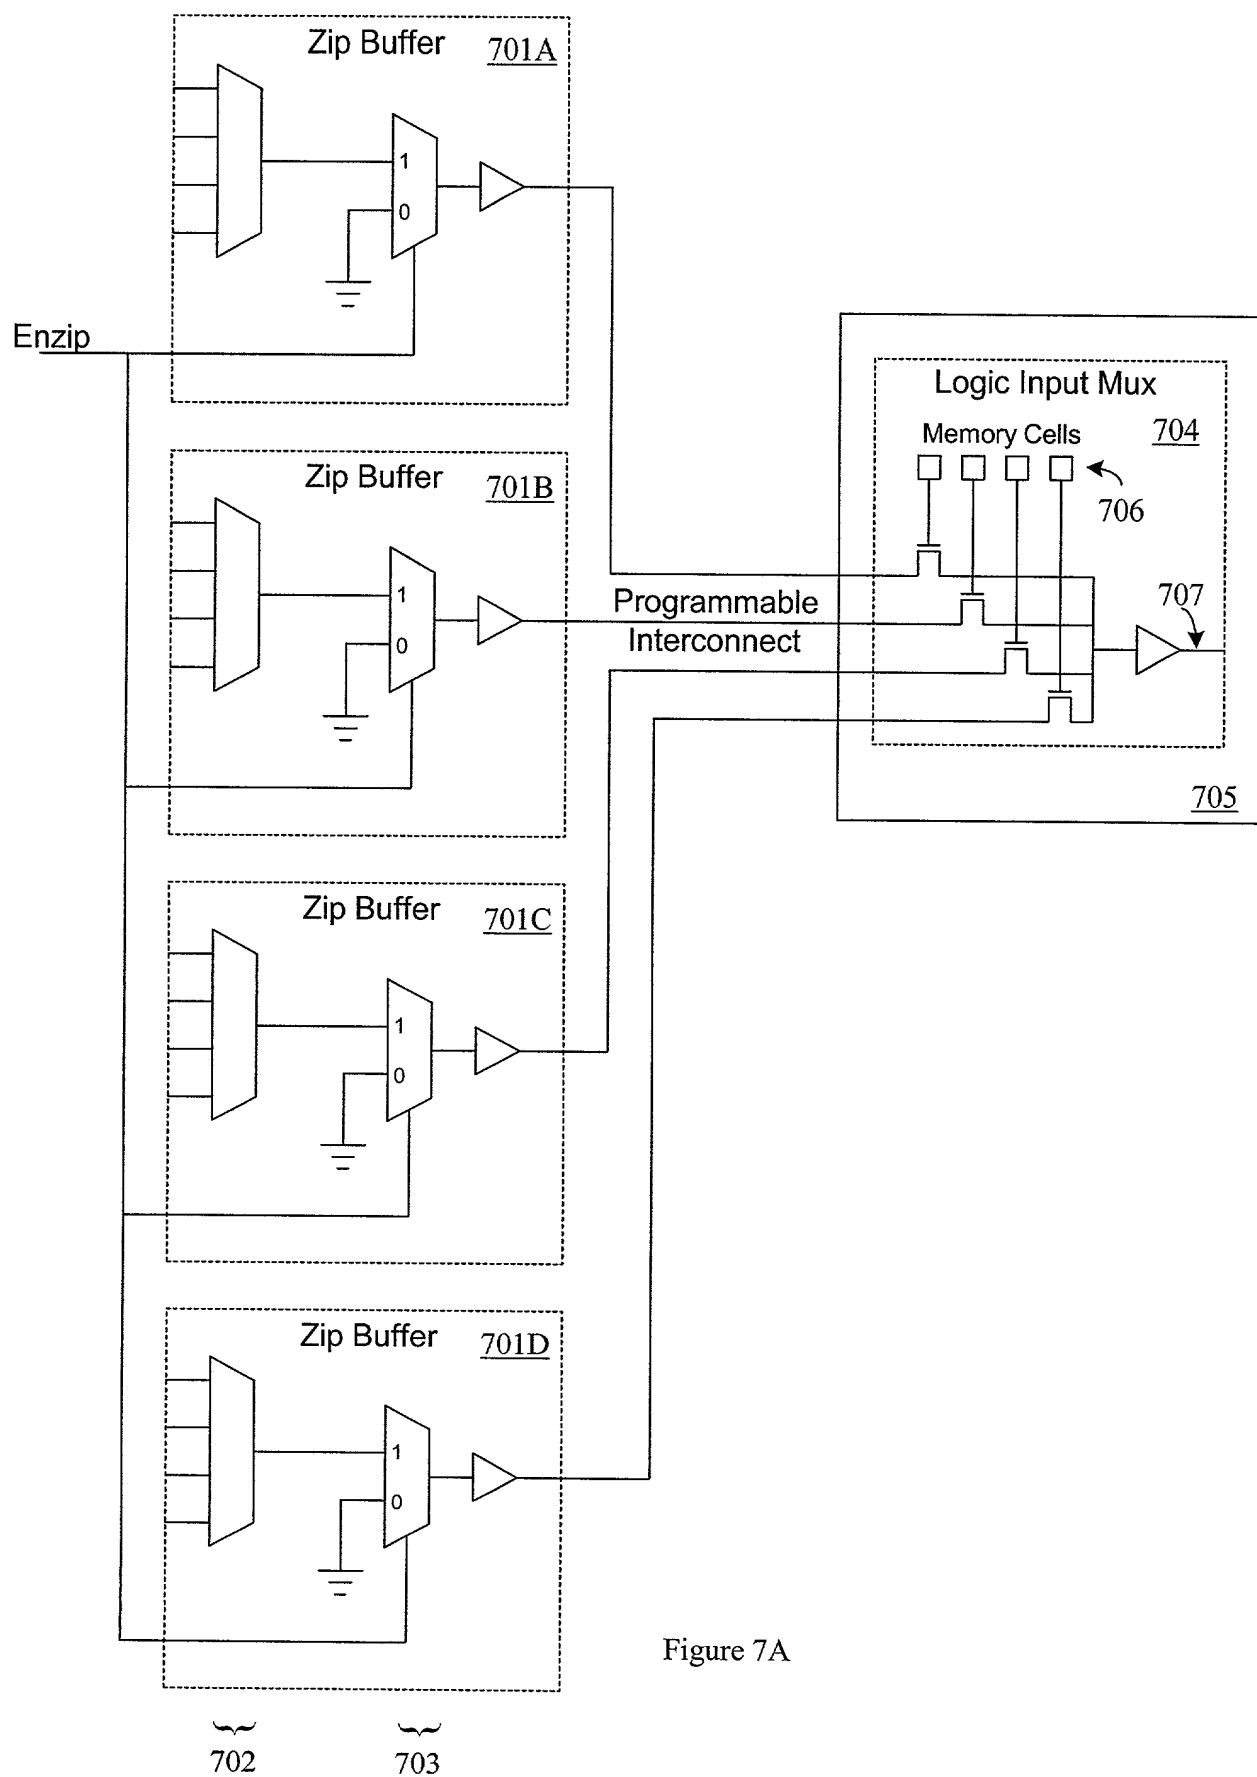 Zip Buffer 701A
1
0
Enzip
Logic Input Mux
704
Memory Cells
706
Zip Buffer 701B
1
0
Programmable
Interconnect
707
705
Zip Buffer 701C
1
0
Zip Buffer 701D
1
0
Figure 7A
702 703